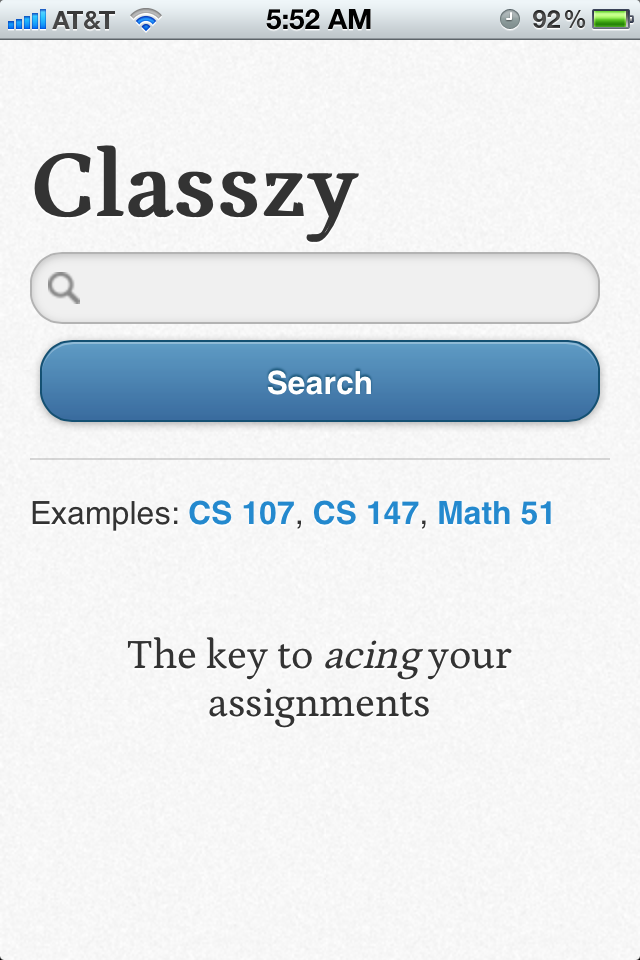 AT&T 5:52 AM 92%
Classzy
Search
Examples: CS 107, CS 147, Math 51
The key to acing your
assignments